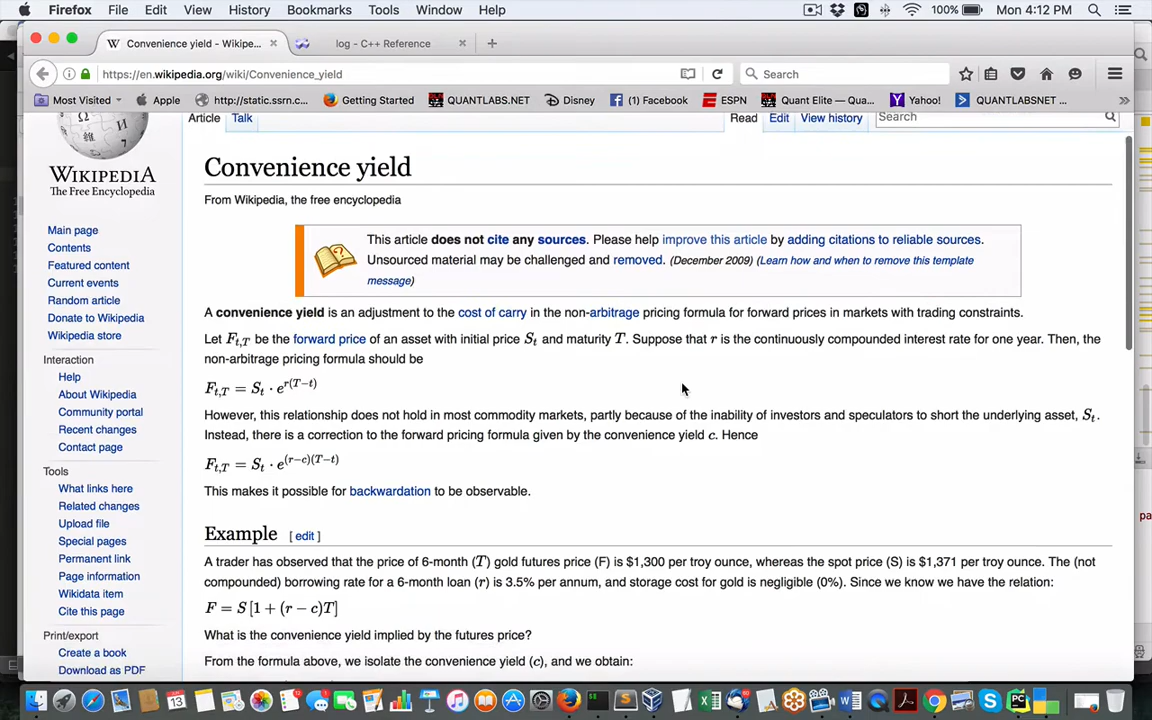 Firefox File Edit View History Bookmarks Tools Window Help 100% Mon 4:12 PM
Convenience yield - Wikipe... log - C++ Reference
https://en.wikipedia.org/wiki/Convenience_yield Search
Most Visited Apple http://static.ssrn.c... Getting Started QUANTLABS.NET Disney Facebook ESPN Quant Elite — Qua... Yahoo! QUANTLABSNET ...
Article Talk Read Edit View history Search
WIKIPEDIA
The Free Encyclopedia
Main page
Contents
Featured content
Current events
Random article
Donate to Wikipedia
Wikipedia store
Interaction
Help
About Wikipedia
Community portal
Recent changes
Contact page
Tools
What links here
Related changes
Upload file
Special pages
Permanent link
Page information
Wikidata item
Cite this page
Print/export
Create a book
Download as PDF
Convenience yield
From Wikipedia, the free encyclopedia
This article does not cite any sources. Please help improve this article by adding citations to reliable sources.
Unsourced material may be challenged and removed. (December 2009) (Learn how and when to remove this template
message)
A convenience yield is an adjustment to the cost of carry in the non-arbitrage pricing formula for forward prices in markets with trading constraints.
Let F_{t,T} be the forward price of an asset with initial price S_t and maturity T. Suppose that r is the continuously compounded interest rate for one year. Then, the
non-arbitrage pricing formula should be
F_{t,T} = S_t · e^{r(T−t)}
However, this relationship does not hold in most commodity markets, partly because of the inability of investors and speculators to short the underlying asset, S_t.
Instead, there is a correction to the forward pricing formula given by the convenience yield c. Hence
F_{t,T} = S_t · e^{(r−c)(T−t)}
This makes it possible for backwardation to be observable.
Example [ edit ]
A trader has observed that the price of 6-month (T) gold futures price (F) is $1,300 per troy ounce, whereas the spot price (S) is $1,371 per troy ounce. The (not
compounded) borrowing rate for a 6-month loan (r) is 3.5% per annum, and storage cost for gold is negligible (0%). Since we know we have the relation:
F = S [1 + (r − c)T]
What is the convenience yield implied by the futures price?
From the formula above, we isolate the convenience yield (c), and we obtain:
pa